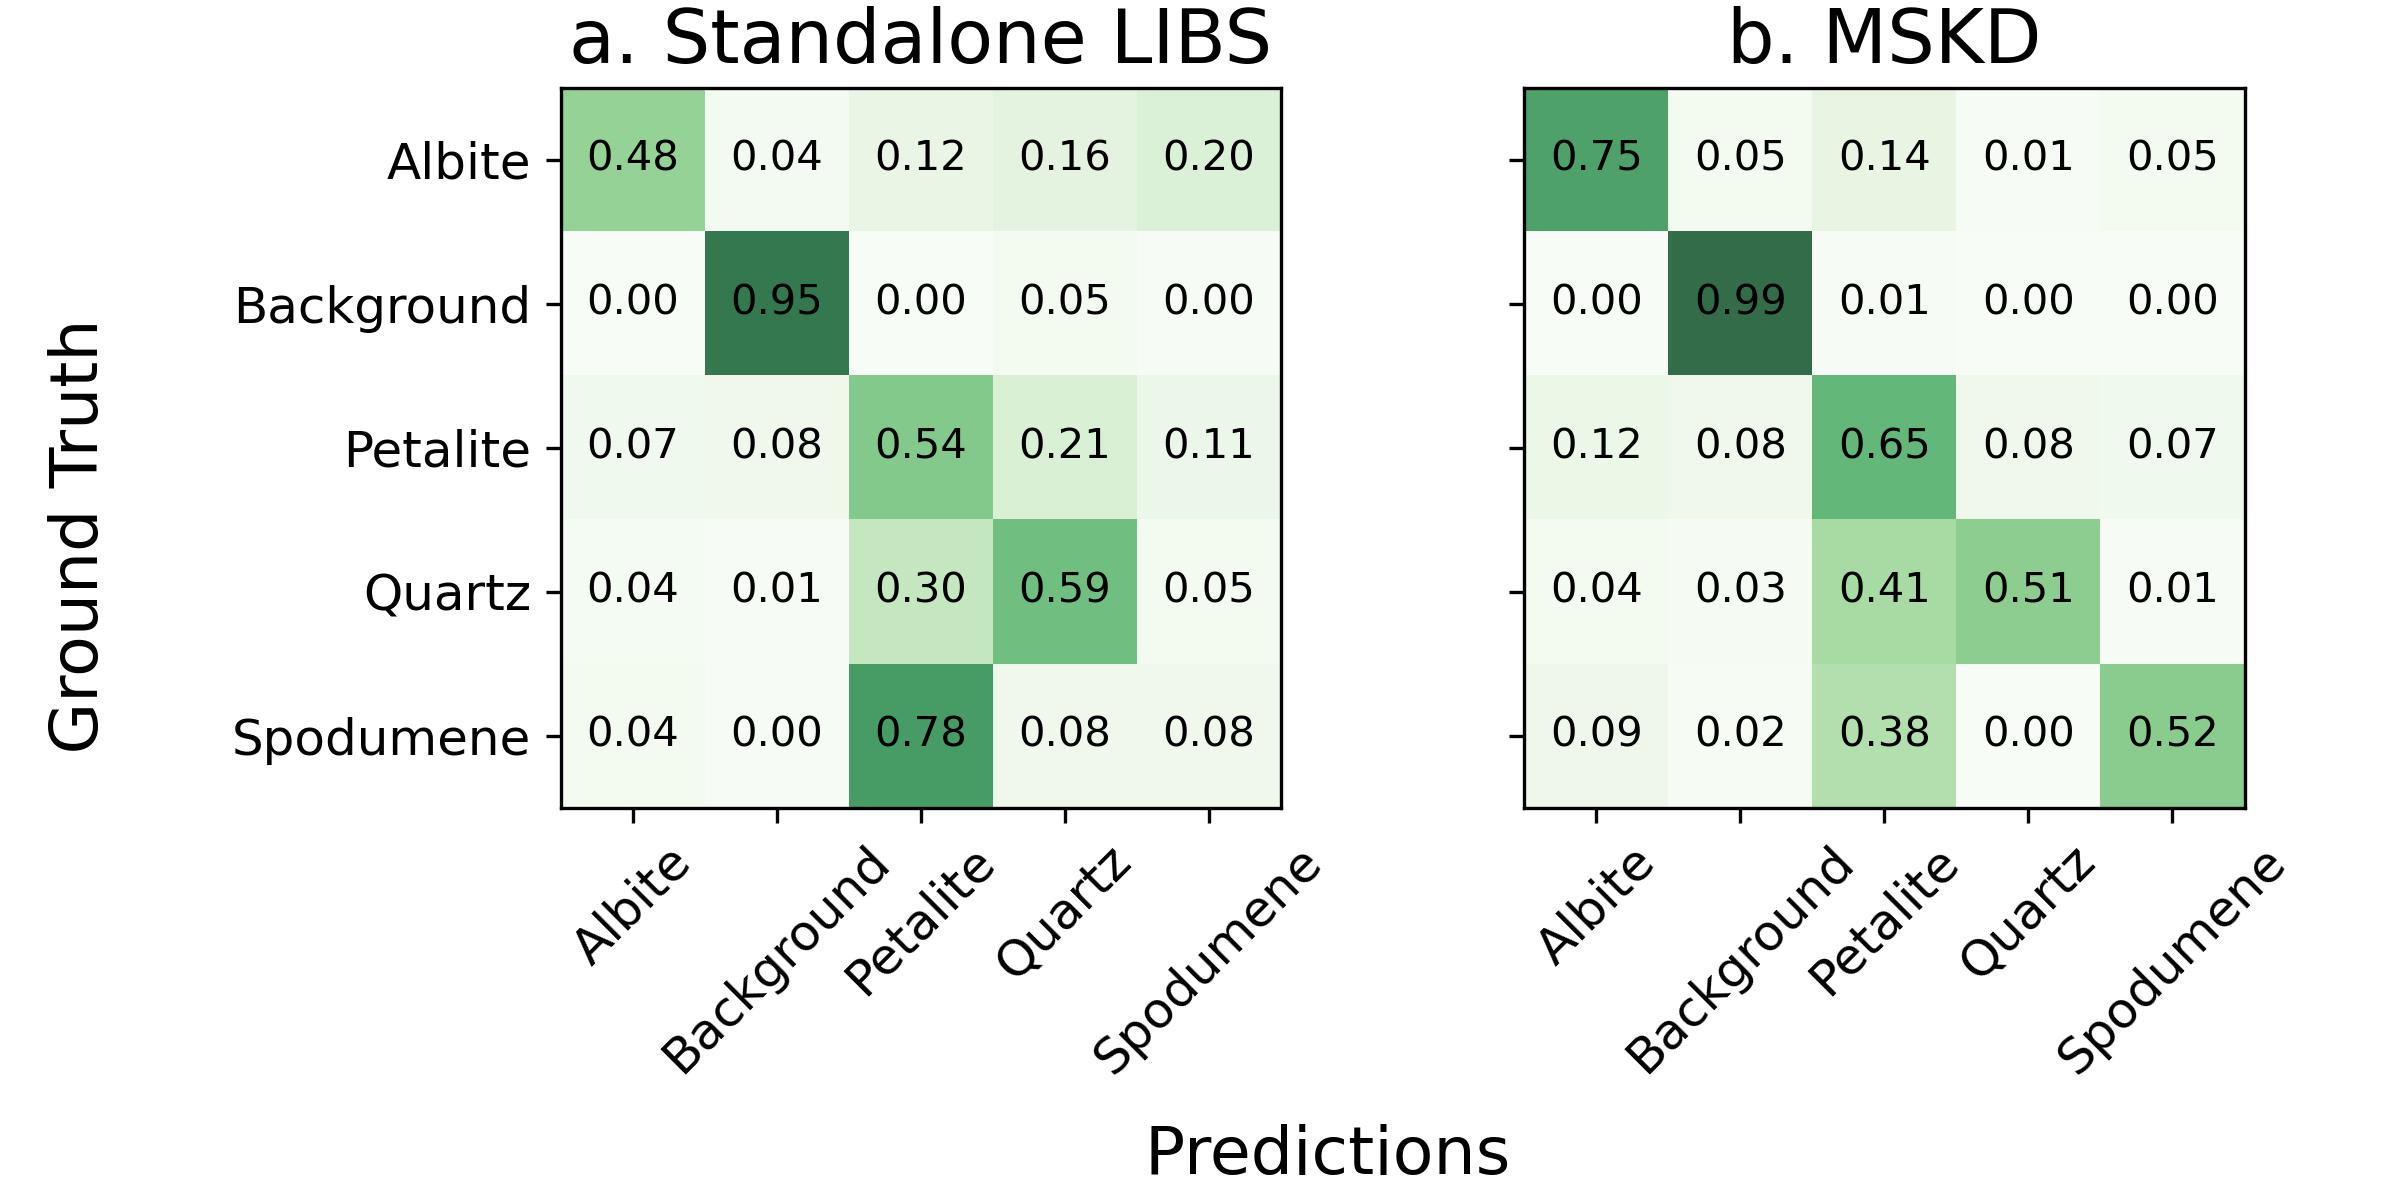 a. Standalone LIBS
b. MSKD
Ground Truth
Albite 0.48 0.04 0.12 0.16 0.20
Background 0.00 0.95 0.00 0.05 0.00
Petalite 0.07 0.08 0.54 0.21 0.11
Quartz 0.04 0.01 0.30 0.59 0.05
Spodumene 0.04 0.00 0.78 0.08 0.08
Albite Background Petalite Quartz Spodumene
0.75 0.05 0.14 0.01 0.05
0.00 0.99 0.01 0.00 0.00
0.12 0.08 0.65 0.08 0.07
0.04 0.03 0.41 0.51 0.01
0.09 0.02 0.38 0.00 0.52
Albite Background Petalite Quartz Spodumene
Predictions